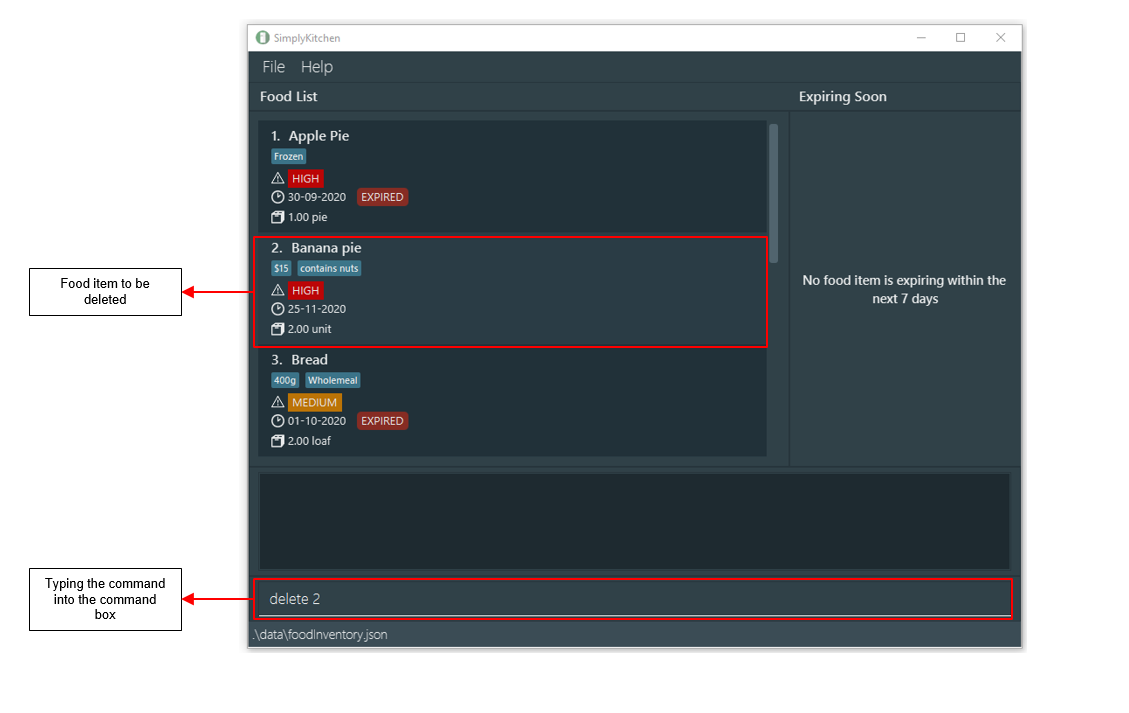 SimplyKitchen
File Help
Food List
Expiring Soon
1. Apple Pie
Frozen
HIGH
30-09-2020 EXPIRED
1.00 pie
2. Banana pie
$15 contains nuts
HIGH
25-11-2020
2.00 unit
3. Bread
400g Wholemeal
MEDIUM
01-10-2020 EXPIRED
2.00 loaf
No food item is expiring within the
next 7 days
Food item to be
deleted
Typing the command
into the command
box
delete 2
.\data\foodInventory.json